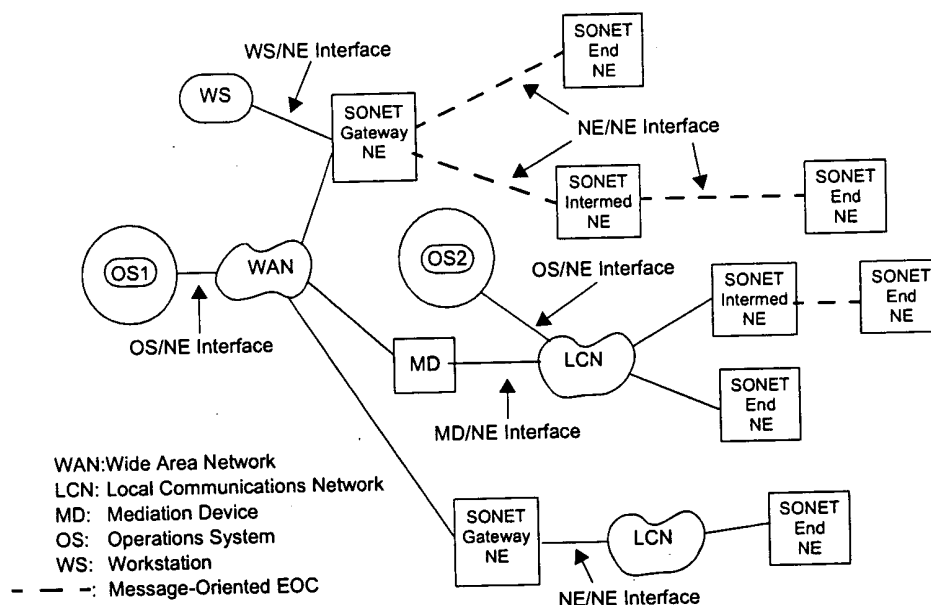 WS/NE Interface
SONET
End
NE
WS
SONET
Gateway
NE
NE/NE Interface
SONET
Intermed
NE
SONET
End
NE
OS1
WAN
OS2
OS/NE Interface
SONET
Intermed
NE
SONET
End
NE
OS/NE Interface
MD
LCN
SONET
End
NE
MD/NE Interface
WAN:Wide Area Network
LCN: Local Communications Network
MD: Mediation Device
OS: Operations System
WS: Workstation
— — —: Message-Oriented EOC
SONET
Gateway
NE
LCN
SONET
End
NE
NE/NE Interface